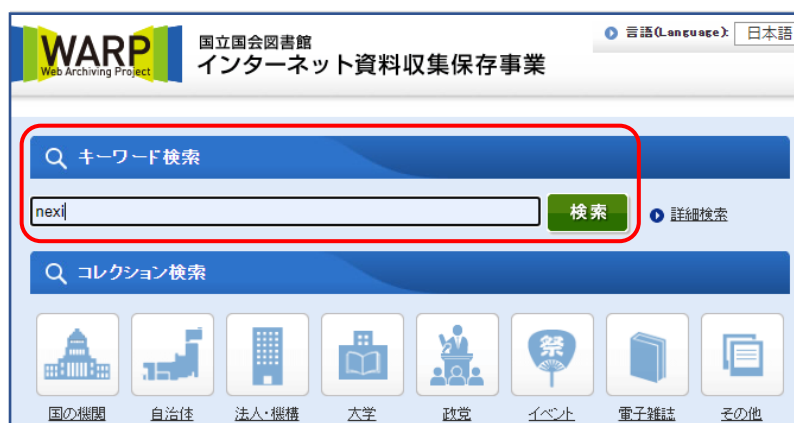 WARP
Web Archiving Project
国立国会図書館
インターネット資料収集保存事業
言語(Language): 日本語
キーワード検索
nexi
検索
詳細検索
コレクション検索
祭
国の機関 自治体 法人・機構 大学 政党 イベント 電子雑誌 その他